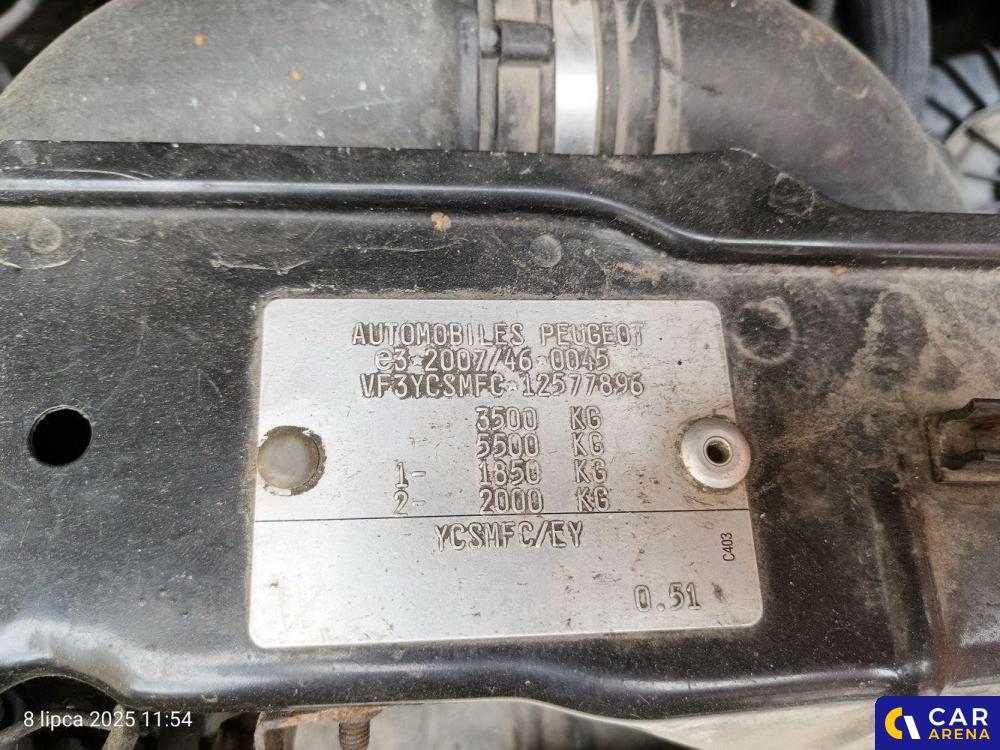 AUTOMOBILES PEUGEOT
e3*2007/46*0045
VF3YCSMFC-12577896
3500 KG
5500 KG
1- 1850 KG
2- 2000 KG
YCSMFC/EY
C403
0.51
8 lipca 2025 11:54
CAR
ARENA